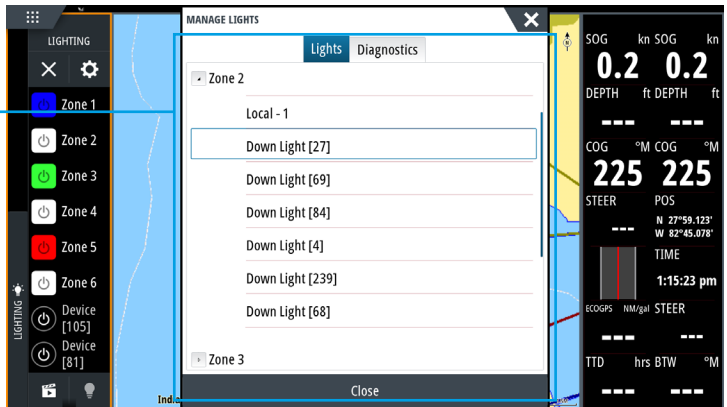 LIGHTING
Zone 1
Zone 2
Zone 3
Zone 4
Zone 5
Zone 6
Device
[105]
Device
[81]
LIGHTING
MANAGE LIGHTS
Lights Diagnostics
Zone 2
Local - 1
Down Light [27]
Down Light [69]
Down Light [84]
Down Light [4]
Down Light [239]
Down Light [68]
Zone 3
Close
India
SOG kn SOG kn
0.2 0.2
DEPTH ft DEPTH ft
--- ---
COG °M COG °M
225 225
STEER POS
--- N 27°59.123'
W 82°45.078'
TIME
1:15:23 pm
ECOGPS NM/gal STEER
--- ---
TTD hrs BTW °M
--- ---